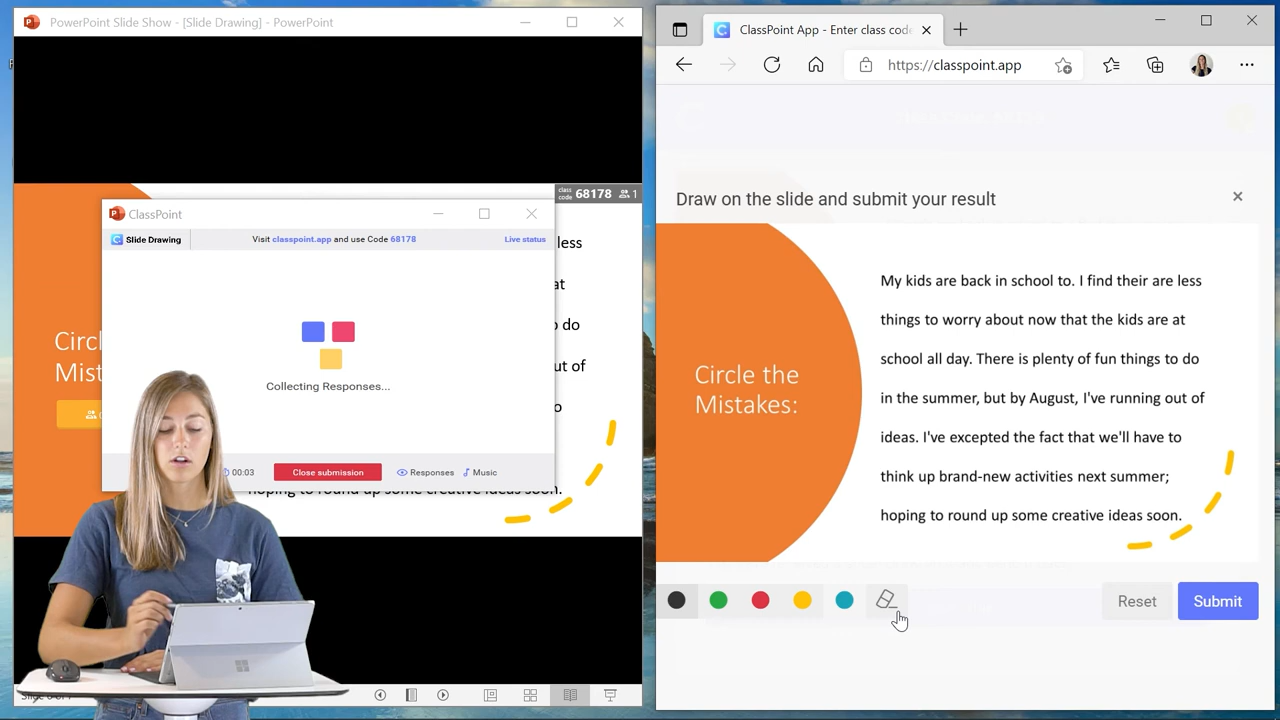 PowerPoint Slide Show - [Slide Drawing] - PowerPoint
class code 68178 1
ClassPoint
Slide Drawing
Visit classpoint.app and use Code 68178
Live status
less
at
do
Collecting Responses...
out of
00:03
Close submission
Responses
Music
hoping to round up some creative ideas soon.
ClassPoint App - Enter class code
https://classpoint.app
Draw on the slide and submit your result
Circle the
Mistakes:
My kids are back in school to. I find their are less
things to worry about now that the kids are at
school all day. There is plenty of fun things to do
in the summer, but by August, I've running out of
ideas. I've excepted the fact that we'll have to
think up brand-new activities next summer;
hoping to round up some creative ideas soon.
Reset
Submit